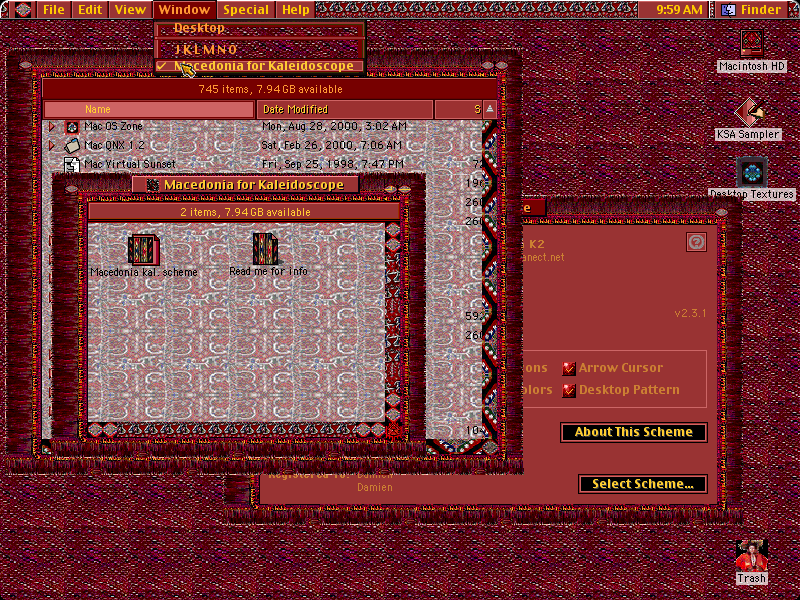 File Edit View Window Special Help 9:59 AM Finder
Desktop
J K L M N O
Macedonia for Kaleidoscope
Macintosh HD
KSA Sampler
Desktop Textures
Trash
745 items, 7.94 GB available
Name Date Modified S
Mac OS Zone Mon, Aug 28, 2000, 3:02 AM
Mac QNX 1.2 Sat, Feb 26, 2000, 7:06 AM
Mac Virtual Sunset Fri, Sep 25, 1998, 7:47 PM
Macedonia for Kaleidoscope
2 items, 7.94 GB available
Macedonia kal. scheme
Read me for info
K2
anect.net
v2.3.1
Arrow Cursor
Desktop Pattern
About This Scheme
Damien
Select Scheme...